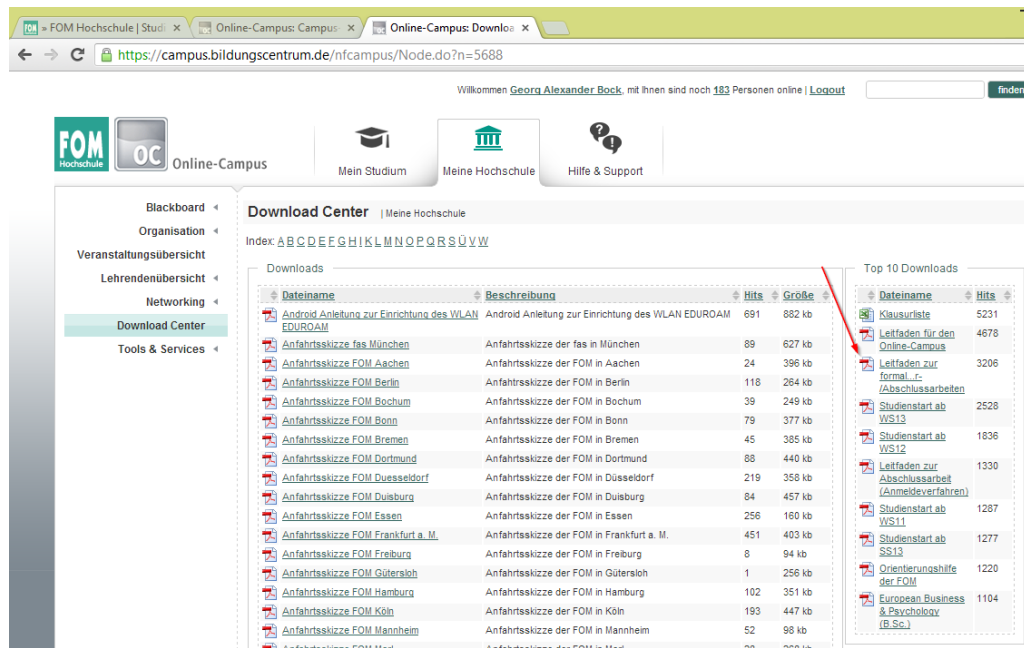 » FOM Hochschule | Studi
Online-Campus: Campus
Online-Campus: Downloa
https://campus.bildungscentrum.de/nfcampus/Node.do?n=5688
Willkommen Georg Alexander Bock, mit Ihnen sind noch 183 Personen online | Logout
finden
FOM
Hochschule
OC
Online-Campus
Mein Studium
Meine Hochschule
Hilfe & Support
Blackboard
Organisation
Veranstaltungsübersicht
Lehrendenübersicht
Networking
Download Center
Tools & Services
Download Center | Meine Hochschule
Index: A B C D E F G H I K L M N O P Q R S Ü V W
Downloads
Dateiname Beschreibung Hits Größe
Android Anleitung zur Einrichtung des WLAN Android Anleitung zur Einrichtung des WLAN EDUROAM 691 882 kb
EDUROAM
Anfahrtsskizze fas München Anfahrtsskizze der fas in München 89 627 kb
Anfahrtsskizze FOM Aachen Anfahrtsskizze der FOM in Aachen 24 396 kb
Anfahrtsskizze FOM Berlin Anfahrtsskizze der FOM in Berlin 118 264 kb
Anfahrtsskizze FOM Bochum Anfahrtsskizze der FOM in Bochum 39 249 kb
Anfahrtsskizze FOM Bonn Anfahrtsskizze der FOM in Bonn 79 377 kb
Anfahrtsskizze FOM Bremen Anfahrtsskizze der FOM in Bremen 45 385 kb
Anfahrtsskizze FOM Dortmund Anfahrtsskizze der FOM in Dortmund 88 440 kb
Anfahrtsskizze FOM Duesseldorf Anfahrtsskizze der FOM in Düsseldorf 219 358 kb
Anfahrtsskizze FOM Duisburg Anfahrtsskizze der FOM in Duisburg 84 457 kb
Anfahrtsskizze FOM Essen Anfahrtsskizze der FOM in Essen 256 160 kb
Anfahrtsskizze FOM Frankfurt a. M. Anfahrtsskizze der FOM in Frankfurt a. M. 451 403 kb
Anfahrtsskizze FOM Freiburg Anfahrtsskizze der FOM in Freiburg 8 94 kb
Anfahrtsskizze FOM Gütersloh Anfahrtsskizze der FOM in Gütersloh 1 256 kb
Anfahrtsskizze FOM Hamburg Anfahrtsskizze der FOM in Hamburg 102 351 kb
Anfahrtsskizze FOM Köln Anfahrtsskizze der FOM in Köln 193 447 kb
Anfahrtsskizze FOM Mannheim Anfahrtsskizze der FOM in Mannheim 52 98 kb
Top 10 Downloads
Dateiname Hits
Klausurliste 5231
Leitfaden für den 4678
Online-Campus
Leitfaden zur 3206
formal...r-
/Abschlussarbeiten
Studienstart ab 2528
WS13
Studienstart ab 1836
WS12
Leitfaden zur 1330
Abschlussarbeit
(Anmeldeverfahren)
Studienstart ab 1287
WS11
Studienstart ab 1277
SS13
Orientierungshilfe 1220
der FOM
European Business 1104
& Psychology
(B.Sc.)